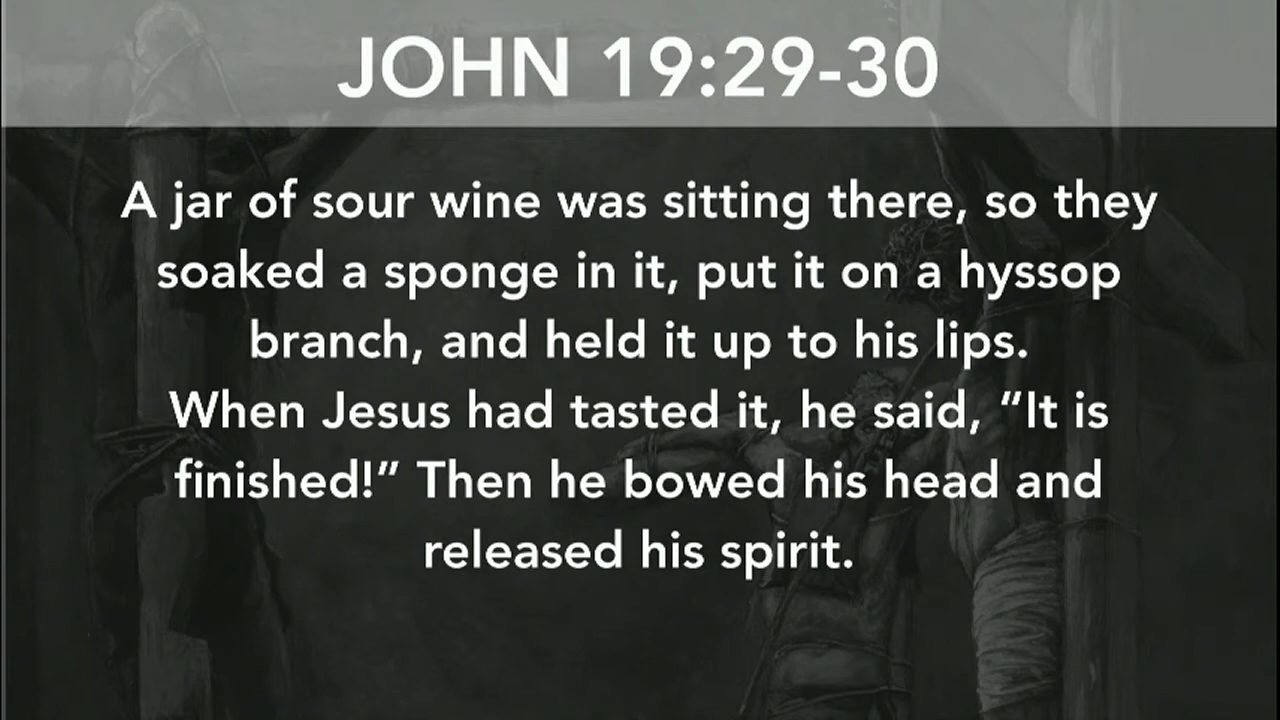 JOHN 19:29-30
A jar of sour wine was sitting there, so they
soaked a sponge in it, put it on a hyssop
branch, and held it up to his lips.
When Jesus had tasted it, he said, “It is
finished!” Then he bowed his head and
released his spirit.